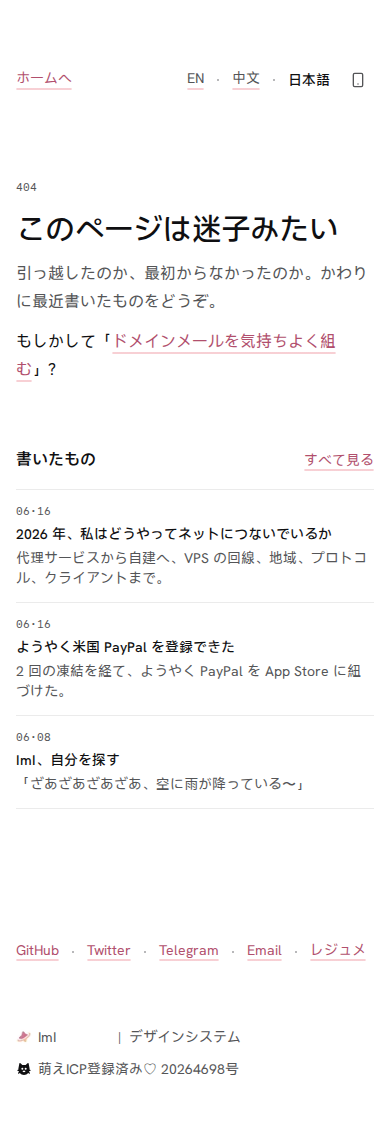 ホームへ EN · 中文 · 日本語
404
このページは迷子みたい
引っ越したのか、最初からなかったのか。かわり
に最近書いたものをどうぞ。
もしかして「ドメインメールを気持ちよく組
む」？
書いたもの すべて見る
06·16
2026 年、私はどうやってネットにつないでいるか
代理サービスから自建へ、VPS の回線、地域、プロトコ
ル、クライアントまで。
06·16
ようやく米国 PayPal を登録できた
2 回の凍結を経て、ようやく PayPal を App Store に紐
づけた。
06·08
Iml、自分を探す
「ざあざあざあざあ、空に雨が降っている〜」
GitHub · Twitter · Telegram · Email · レジュメ
Iml | デザインシステム
萌えICP登録済み♡ 20264698号